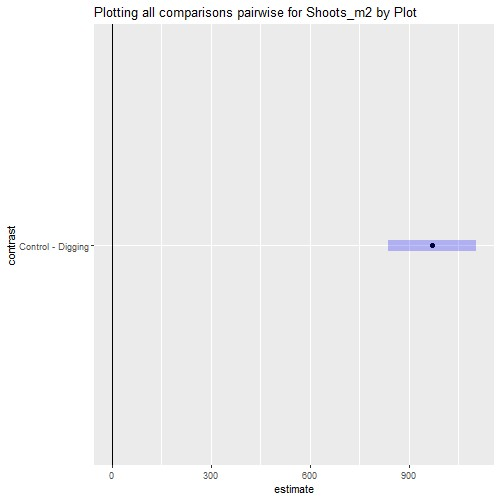 Plotting all comparisons pairwise for Shoots_m2 by Plot
contrast
Control - Digging
0 300 600 900
estimate